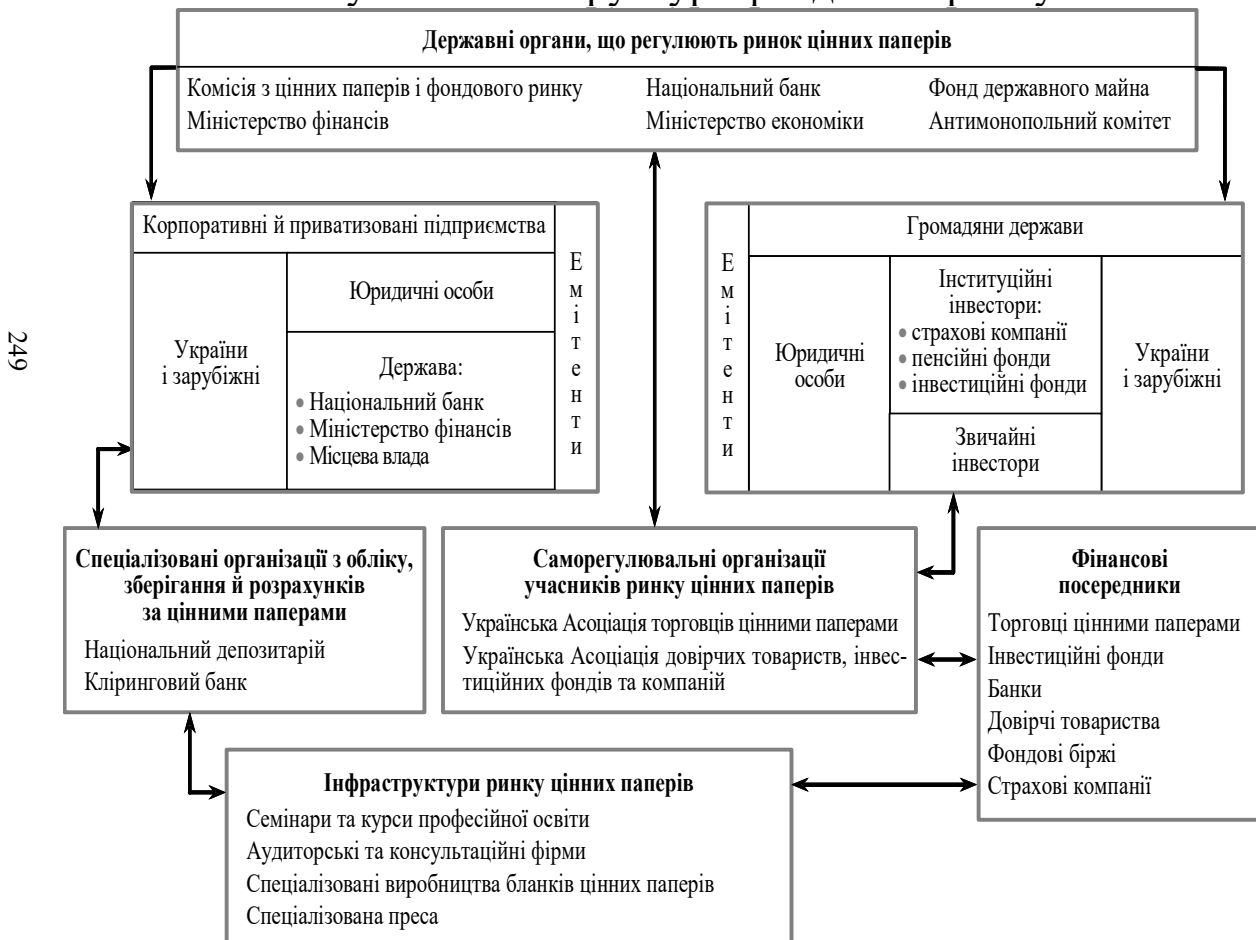 Державні органи, що регулюють ринок цінних паперів
Комісія з цінних паперів і фондового ринку
Міністерство фінансів
Національний банк
Міністерство економіки
Фонд державного майна
Антимонопольний комітет
Корпоративні й приватизовані підприємства
України
і зарубіжні
Юридичні особи
Держава:
• Національний банк
• Міністерство фінансів
• Місцева влада
Емітенти
Емітенти
Громадяни держави
Юридичні
особи
Інституційні
інвестори:
• страхові компанії
• пенсійні фонди
• інвестиційні фонди
Звичайні
інвестори
України
і зарубіжні
249
Спеціалізовані організації з обліку,
зберігання й розрахунків
за цінними паперами
Національний депозитарій
Кліринговий банк
Саморегулювальні організації
учасників ринку цінних паперів
Українська Асоціація торговців цінними паперами
Українська Асоціація довірчих товариств, інвес-
тиційних фондів та компаній
Фінансові
посередники
Торговці цінними паперами
Інвестиційні фонди
Банки
Довірчі товариства
Фондові біржі
Страхові компанії
Інфраструктури ринку цінних паперів
Семінари та курси професійної освіти
Аудиторські та консультаційні фірми
Спеціалізовані виробництва бланків цінних паперів
Спеціалізована преса